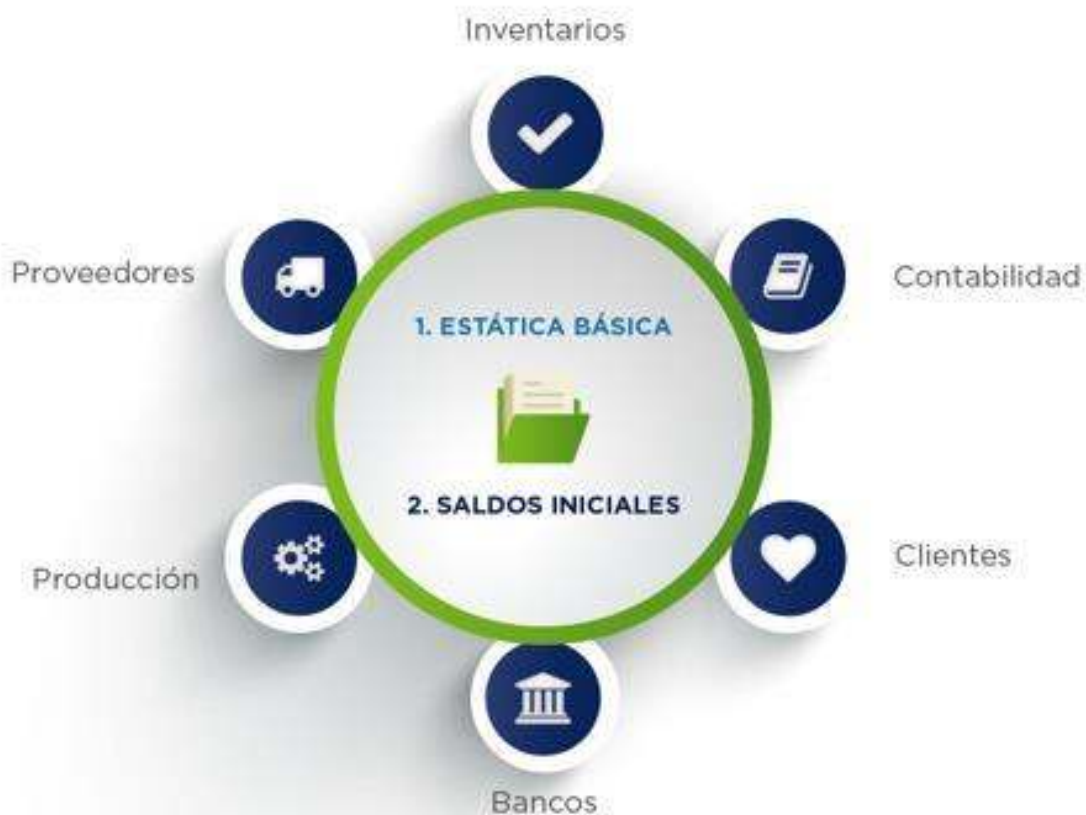 Inventarios
Proveedores
Contabilidad
1. ESTÁTICA BÁSICA
2. SALDOS INICIALES
Producción
Clientes
Bancos